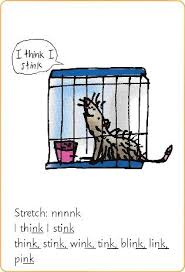 I think I
stink
Stretch: nnnnk
I think I stink
think, stink, wink, tink, blink, link,
pink